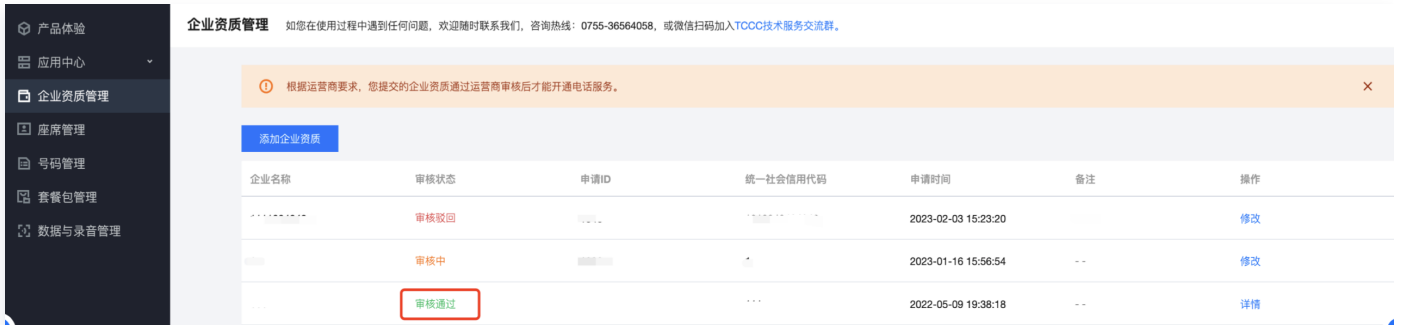 产品体验
应用中心
企业资质管理
座席管理
号码管理
套餐包管理
数据与录音管理
企业资质管理 如您在使用过程中遇到任何问题，欢迎随时联系我们，咨询热线：0755-36564058，或微信扫码加入TCCC技术服务交流群。
根据运营商要求，您提交的企业资质通过运营商审核后才能开通电话服务。
添加企业资质
企业名称 审核状态 申请ID 统一社会信用代码 申请时间 备注 操作
审核驳回 2023-02-03 15:23:20 修改
审核中 2023-01-16 15:56:54 - - 修改
审核通过 2022-05-09 19:38:18 - - 详情